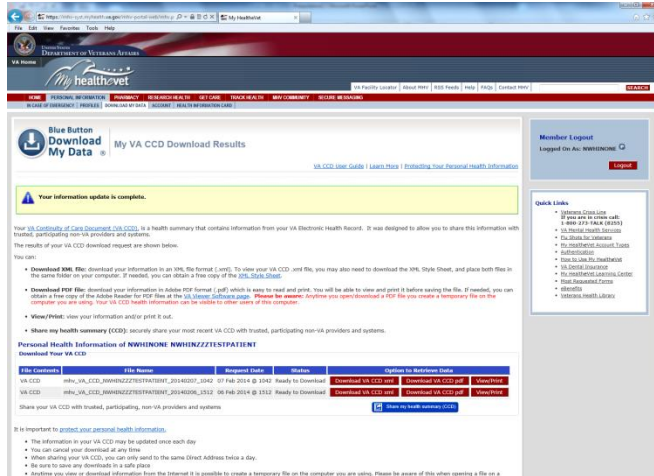 My HealtheVet
File Edit View Favorites Tools Help
United States
DEPARTMENT OF VETERANS AFFAIRS
VA Home
My healthevet
VA Facility Locator | About MHV | RSS Feeds | Help | FAQs | Contact MHV
SEARCH
HOME PERSONAL INFORMATION PHARMACY RESEARCH HEALTH GET CARE TRACK HEALTH MHV COMMUNITY SECURE MESSAGING
IN CASE OF EMERGENCY | PROFILES | DOWNLOAD MY DATA | ACCOUNT | HEALTH INFORMATION CARD
Blue Button
Download
My Data ®
My VA CCD Download Results
VA CCD User Guide | Learn More | Protecting Your Personal Health Information
Your information update is complete.
Your VA Continuity of Care Document (VA CCD), is a health summary that contains information from your VA Electronic Health Record. It was designed to allow you to share this information with
trusted, participating non-VA providers and systems.
The results of your VA CCD download request are shown below.
You can:
• Download XML file: download your information in an XML file format (.xml). To view your VA CCD .xml file, you may also need to download the XML Style Sheet, and place both files in
the same folder on your computer. If needed, you can obtain a free copy of the XML Style Sheet.
• Download PDF file: download your information in Adobe PDF format (.pdf) which is easy to read and print. You will be able to view and print it before saving the file. If needed, you can
obtain a free copy of the Adobe Reader for PDF files at the VA Viewer Software page. Please be aware: Anytime you open/download a PDF file you create a temporary file on the
computer you are using. Your VA CCD health information can be visible to other users of this computer.
• View/Print: view your information and/or print it out.
• Share my health summary (CCD): securely share your most recent VA CCD with trusted, participating non-VA providers and systems.
Personal Health Information of NWHINONE NWHINZZZTESTPATIENT
Download Your VA CCD
File Contents File Name Request Date Status Option to Retrieve Data
VA CCD mhv_VA_CCD_NWHINZZZTESTPATIENT_20140207_1042 07 Feb 2014 @ 1042 Ready to Download Download VA CCD xml Download VA CCD pdf View/Print
VA CCD mhv_VA_CCD_NWHINZZZTESTPATIENT_20140206_1512 06 Feb 2014 @ 1512 Ready to Download Download VA CCD xml Download VA CCD pdf View/Print
Share your VA CCD with trusted, participating, non-VA providers and systems Share my health summary (CCD)
It is important to protect your personal health information.
• The information in your VA CCD may be updated once each day
• You can cancel your download at any time
• When sharing your VA CCD, you can only send to the same Direct Address twice a day.
• Be sure to save any downloads in a safe place
• Anytime you view or download information from the Internet it is possible to create a temporary file on the computer you are using. Please be aware of this when opening a file on a
Member Logout
Logged On As: NWHINONE
Logout
Quick Links
• Veterans Crisis Line
If you are in crisis call:
1-800-273-TALK (8255)
• VA Mental Health Services
• Flu Shots for Veterans
• My HealtheVet Account Types
• Authentication
• How to Use My HealtheVet
• VA Dental Insurance
• My HealtheVet Learning Center
• Most Requested Forms
• eBenefits
• Veterans Health Library